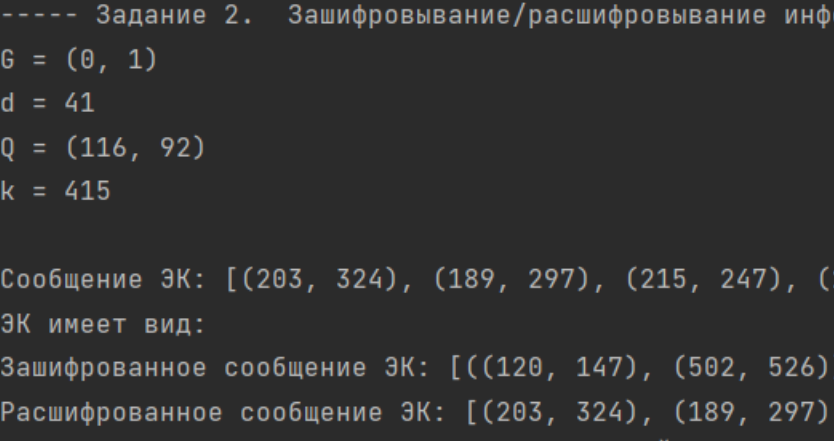 ----- Задание 2. Зашифровывание/расшифровывание инф
G = (0, 1)
d = 41
Q = (116, 92)
k = 415
Сообщение ЭК: [(203, 324), (189, 297), (215, 247), (
ЭК имеет вид:
Зашифрованное сообщение ЭК: [((120, 147), (502, 526)
Расшифрованное сообщение ЭК: [(203, 324), (189, 297)